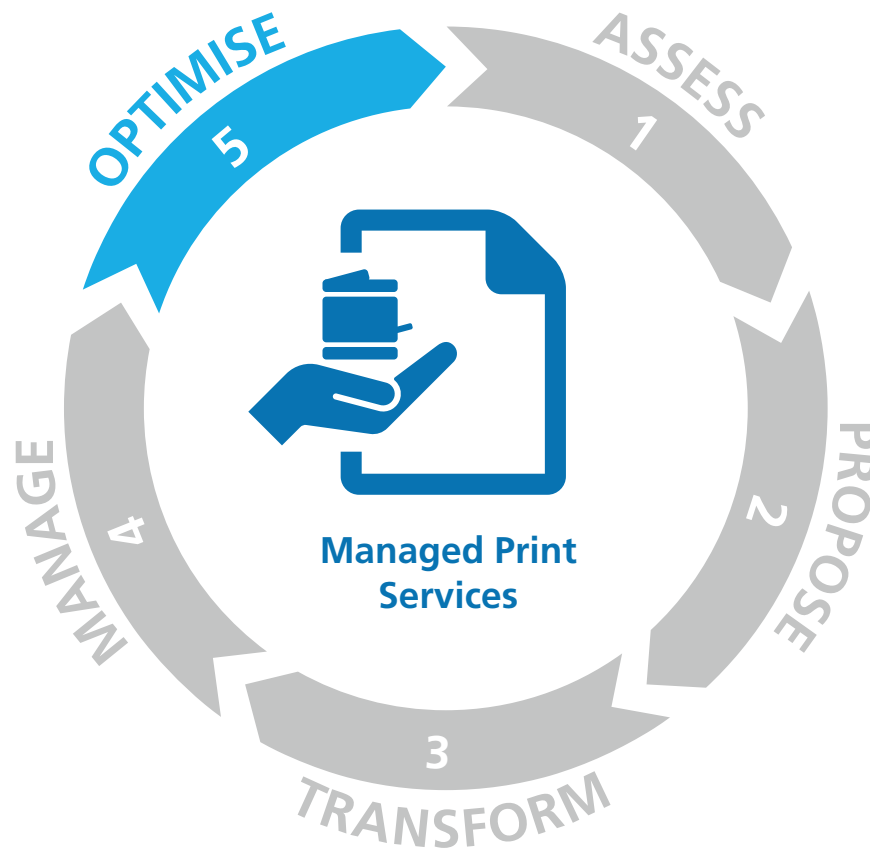 ASSESS
1
PROPOSE
2
TRANSFORM
3
MANAGE
4
OPTIMISE
5
Managed Print
Services